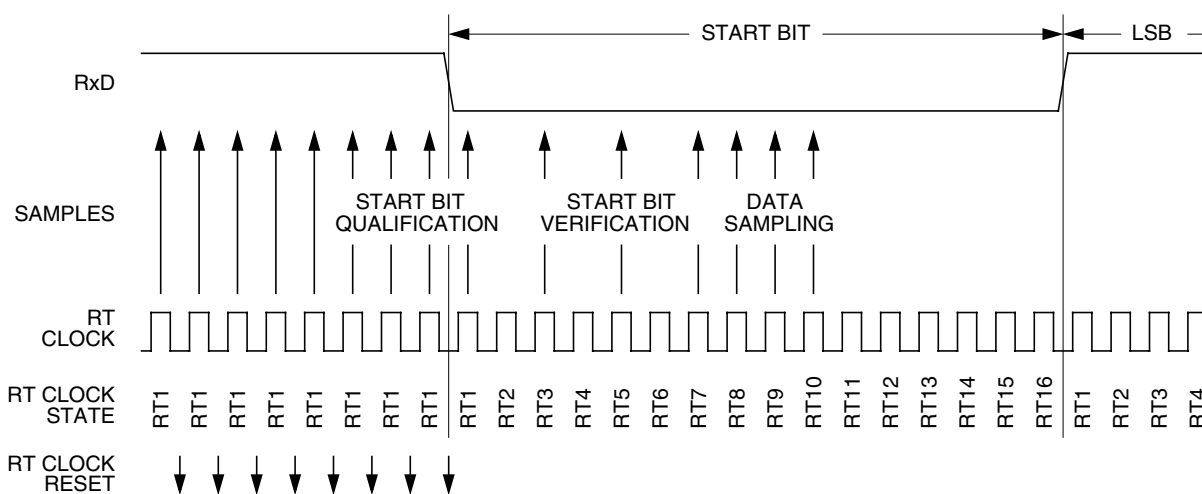 START BIT
LSB
RxD
SAMPLES
START BIT
QUALIFICATION
START BIT
VERIFICATION
DATA
SAMPLING
RT
CLOCK
RT CLOCK
STATE
RT1 RT1 RT1 RT1 RT1 RT1 RT1 RT1 RT1 RT2 RT3 RT4 RT5 RT6 RT7 RT8 RT9 RT10 RT11 RT12 RT13 RT14 RT15 RT16 RT1 RT2 RT3 RT4
RT CLOCK
RESET